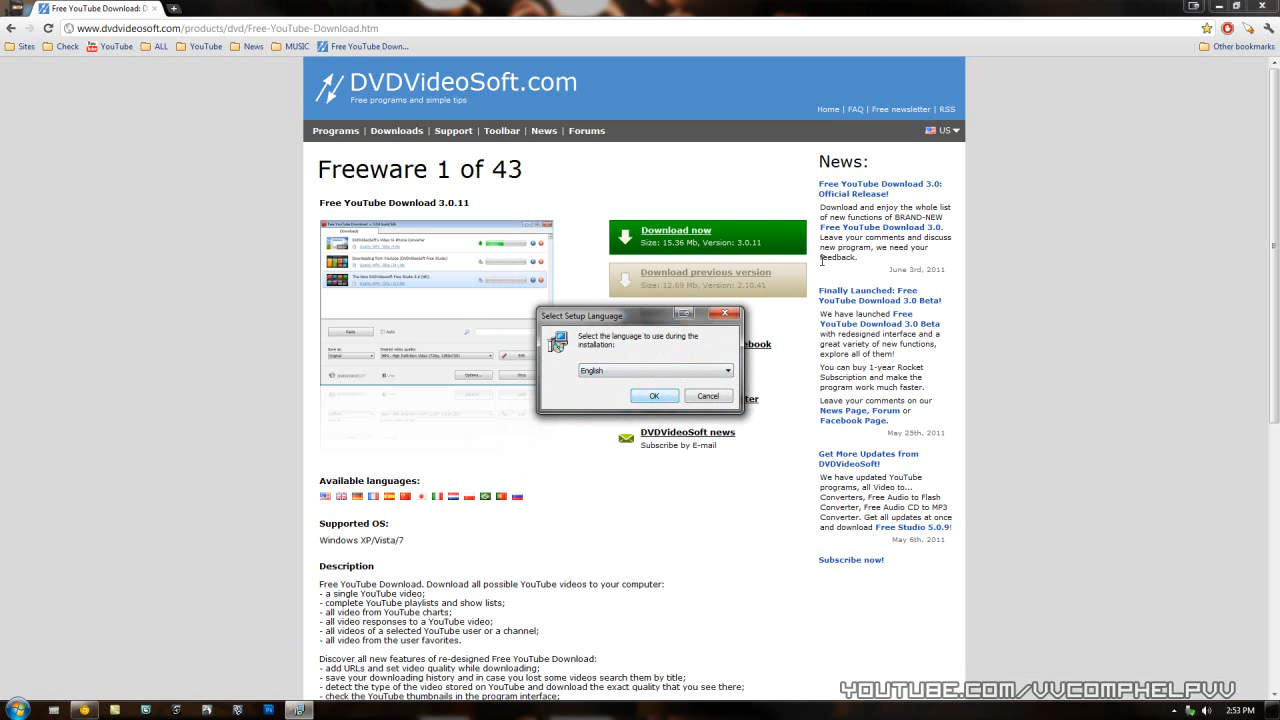 Free YouTube Download: D
www.dvdvideosoft.com/products/dvd/Free-YouTube-Download.htm
Sites
Check
YouTube
ALL
YouTube
News
MUSIC
Free YouTube Down...
Other bookmarks
DVDVideoSoft.com
Free programs and simple tips
Home | FAQ | Free newsletter | RSS
Programs | Downloads | Support | Toolbar | News | Forums
US
Freeware 1 of 43
Free YouTube Download 3.0.11
Download now
Size: 15.36 Mb, Version: 3.0.11
Download previous version
Size: 12.69 Mb, Version: 2.10.41
Select Setup Language
Select the language to use during the
installation:
English
OK
Cancel
ebook
ter
DVDVideoSoft news
Subscribe by E-mail
Available languages:
Supported OS:
Windows XP/Vista/7
Description
Free YouTube Download. Download all possible YouTube videos to your computer:
- a single YouTube video;
- complete YouTube playlists and show lists;
- all video from YouTube charts;
- all video responses to a YouTube video;
- all videos of a selected YouTube user or a channel;
- all video from the user favorites.
Discover all new features of re-designed Free YouTube Download:
- add URLs and set video quality while downloading;
- save your downloading history and in case you lost some videos search them by title;
- detect the type of the video stored on YouTube and download the exact quality that you see there;
- check the YouTube thumbnails in the program interface;
News:
Free YouTube Download 3.0:
Official Release!
Download and enjoy the whole list
of new functions of BRAND-NEW
Free YouTube Download 3.0.
Leave your comments and discuss
new program, we need your
feedback.
June 3rd, 2011
Finally Launched: Free
YouTube Download 3.0 Beta!
We have launched Free
YouTube Download 3.0 Beta
with redesigned interface and a
great variety of new functions,
explore all of them!
You can buy 1-year Rocket
Subscription and make the
program work much faster.
Leave your comments on our
News Page, Forum or
Facebook Page.
May 25th, 2011
Get More Updates from
DVDVideoSoft!
We have updated YouTube
programs, all Video to...
Converters, Free Audio to Flash
Converter, Free Audio CD to MP3
Converter. Get all updates at once
and download Free Studio 5.0.9!
May 6th, 2011
Subscribe now!
YOUTUBE.COM/VVCOMPHELPVV
2:53 PM